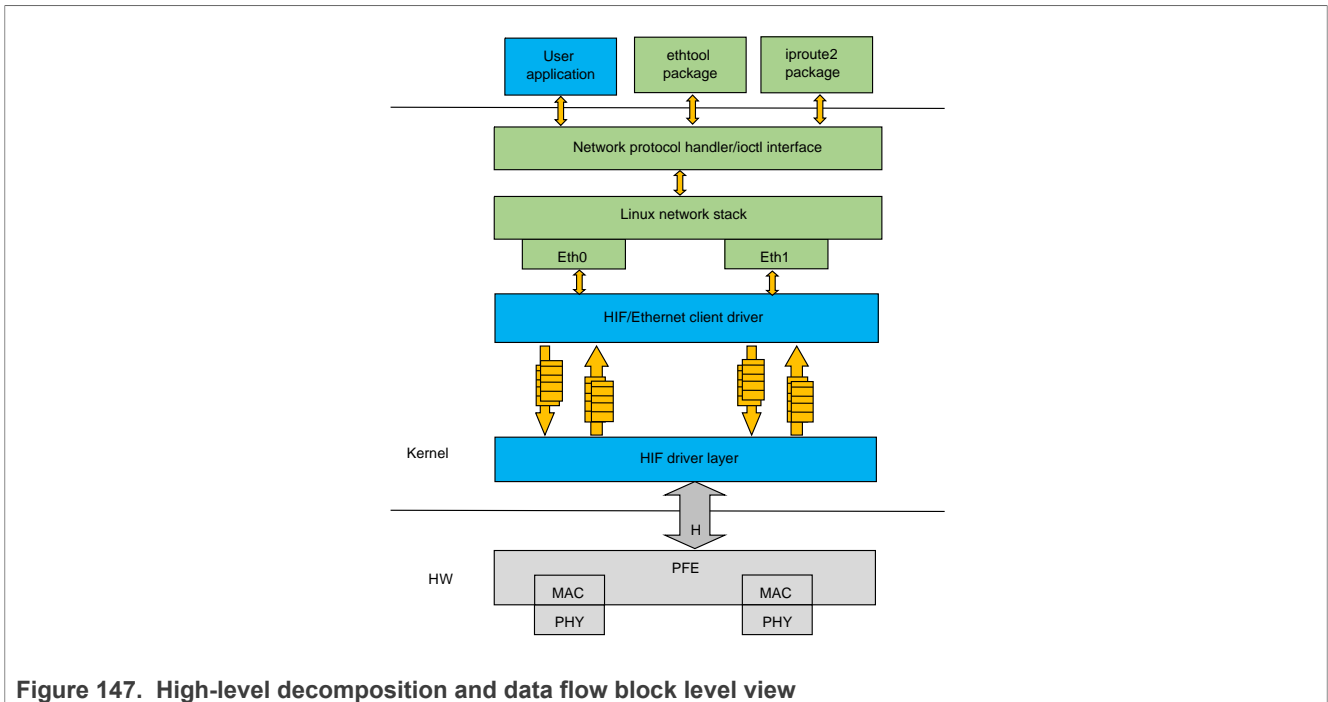 User
application
ethtool
package
iproute2
package
Network protocol handler/ioctl interface
Linux network stack
Eth0
Eth1
HIF/Ethernet client driver
Kernel
HIF driver layer
H
HW
PFE
MAC
MAC
PHY
PHY
Figure 147. High-level decomposition and data flow block level view